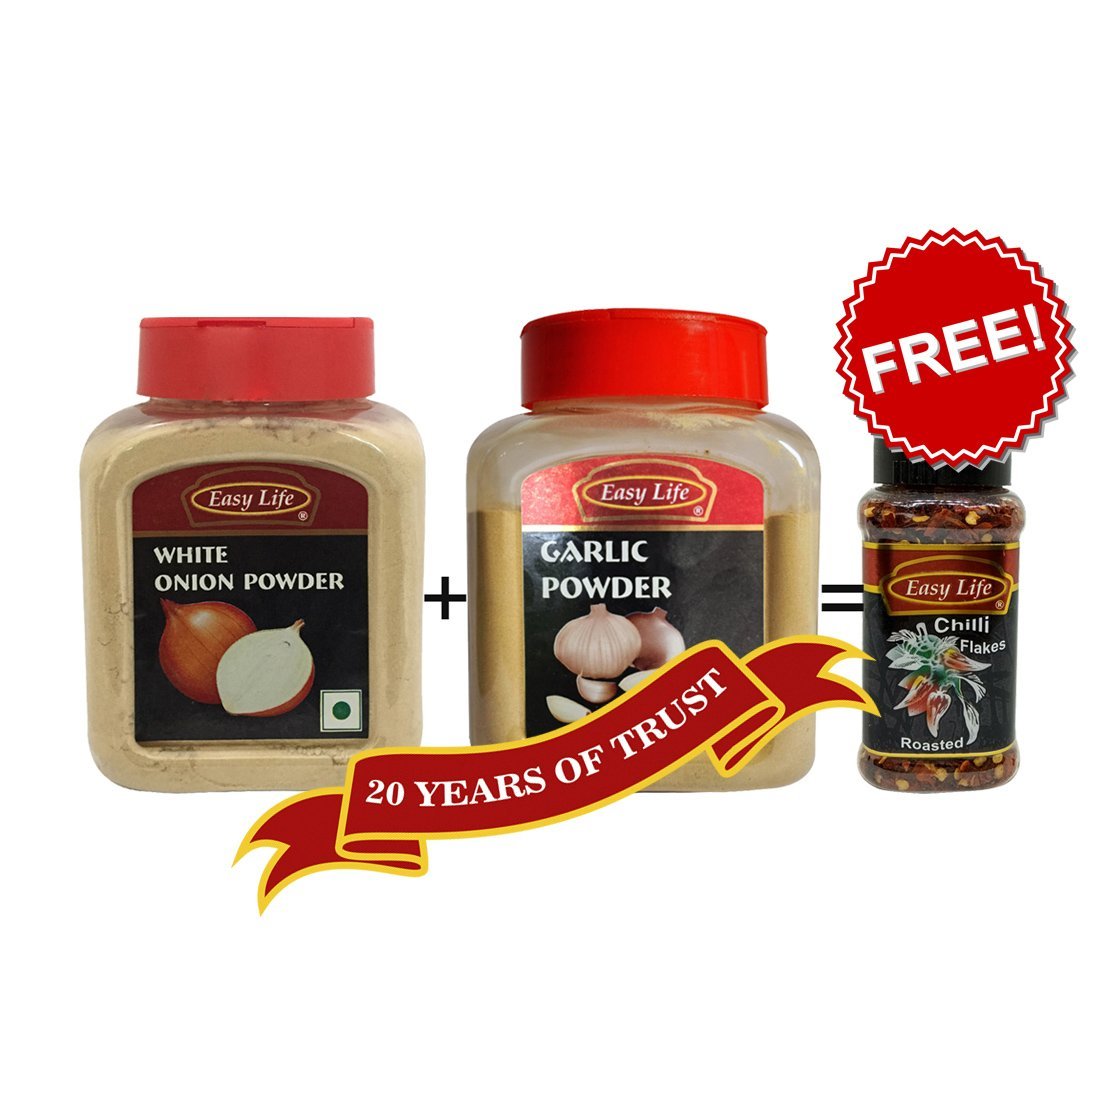 FREE!
Easy Life ®
WHITE
ONION POWDER
+
Easy Life ®
GARLIC
POWDER
=
Easy Life ®
Chilli
Flakes
Roasted
20 YEARS OF TRUST